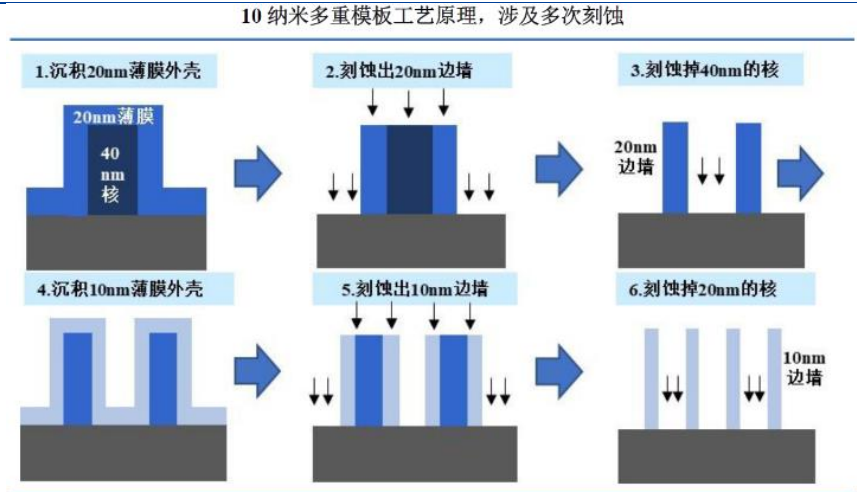 10 纳米多重模板工艺原理，涉及多次刻蚀
1.沉积20nm薄膜外壳
2.刻蚀出20nm边墙
3.刻蚀掉40nm的核
20nm薄膜
40
nm
核
20nm
边墙
4.沉积10nm薄膜外壳
5.刻蚀出10nm边墙
6.刻蚀掉20nm的核
10nm
边墙